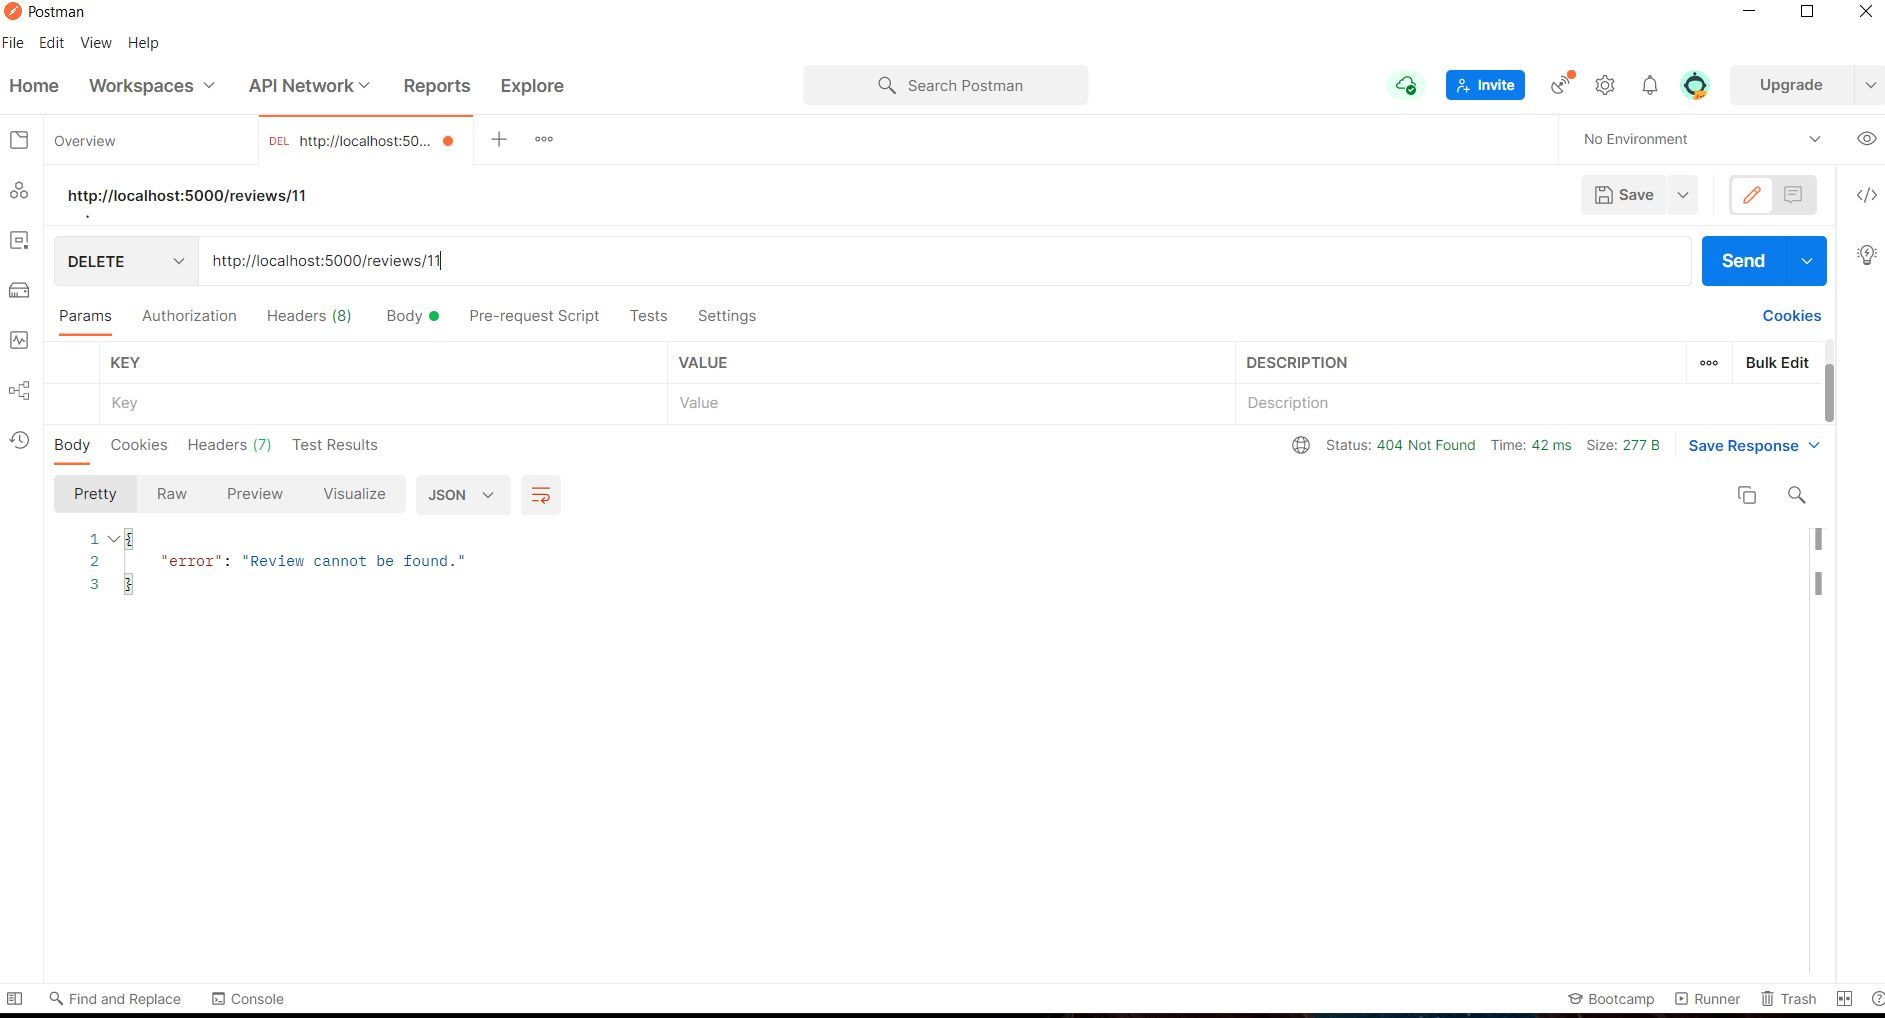 Postman
File Edit View Help
Home Workspaces API Network Reports Explore Search Postman Invite Upgrade
Overview DEL http://localhost:50... No Environment
http://localhost:5000/reviews/11 Save
DELETE http://localhost:5000/reviews/11 Send
Params Authorization Headers (8) Body Pre-request Script Tests Settings Cookies
KEY VALUE DESCRIPTION Bulk Edit
Key Value Description
Body Cookies Headers (7) Test Results Status: 404 Not Found Time: 42 ms Size: 277 B Save Response
Pretty Raw Preview Visualize JSON
1 {
2 "error": "Review cannot be found."
3 }
Find and Replace Console Bootcamp Runner Trash